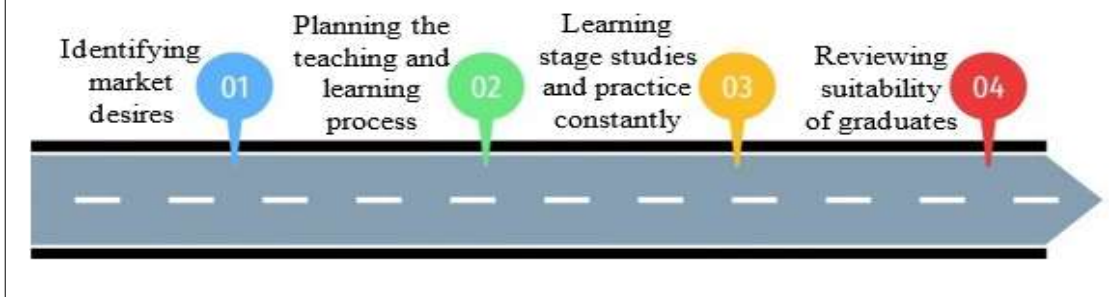 Identifying
market
desires
01
Planning the
teaching and
learning
process
02
Learning
stage studies
and practice
constantly
03
Reviewing
suitability
of graduates
04